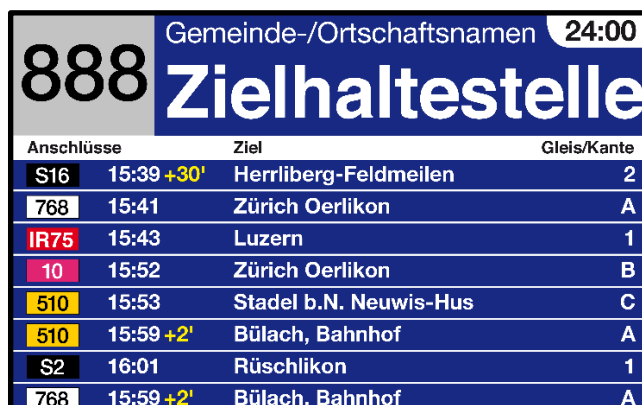 888 Gemeinde-/Ortschaftsnamen 24:00
Zielhaltestelle
Anschlüsse Ziel Gleis/Kante
S16 15:39 +30' Herrliberg-Feldmeilen 2
768 15:41 Zürich Oerlikon A
IR75 15:43 Luzern 1
10 15:52 Zürich Oerlikon B
510 15:53 Stadel b.N. Neuwis-Hus C
510 15:59 +2' Bülach, Bahnhof A
S2 16:01 Rüschlikon 1
768 15:59 +2' Bülach, Bahnhof A